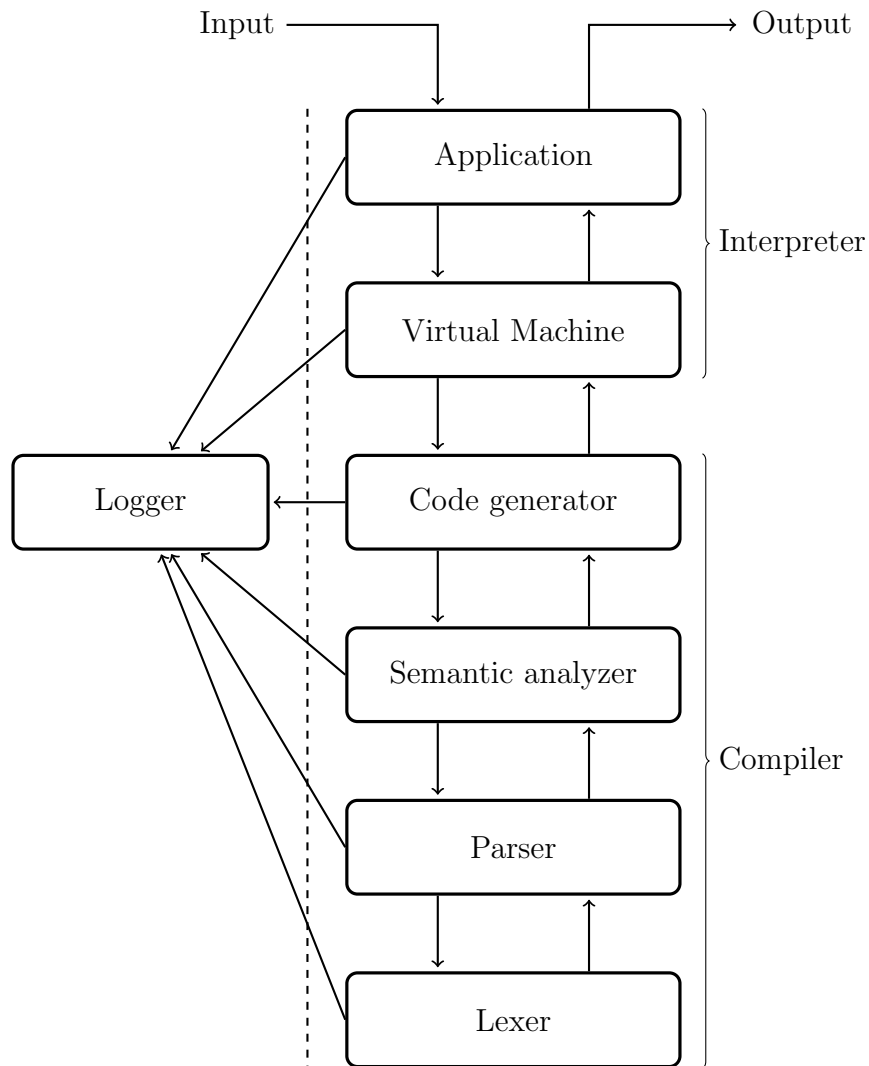 Input
Output
Application
Interpreter
Virtual Machine
Logger
Code generator
Semantic analyzer
Compiler
Parser
Lexer